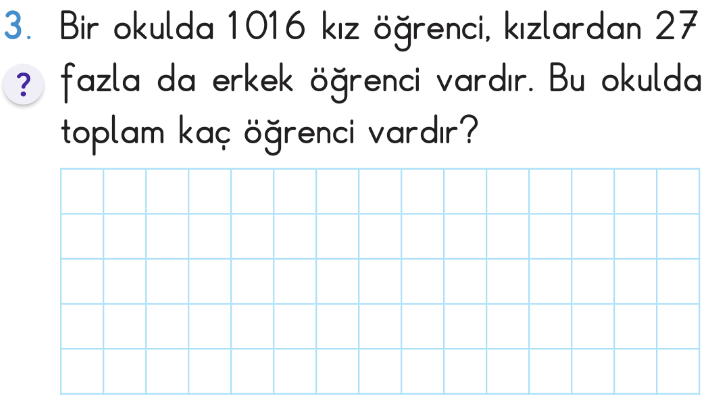 3. Bir okulda 1016 kız öğrenci, kızlardan 27
? fazla da erkek öğrenci vardır. Bu okulda
toplam kaç öğrenci vardır?